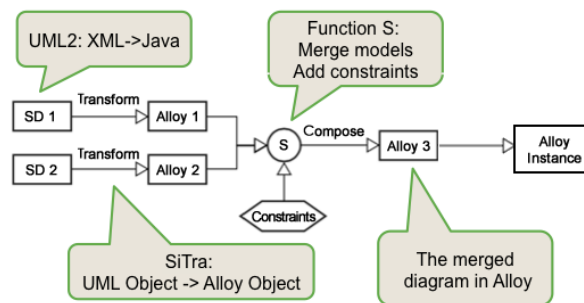 UML2: XML->Java
Function S:
Merge models
Add constraints
SD 1
Transform
Alloy 1
S
Compose
Alloy 3
Alloy
Instance
SD 2
Transform
Alloy 2
Constraints
SiTra:
UML Object -> Alloy Object
The merged
diagram in Alloy